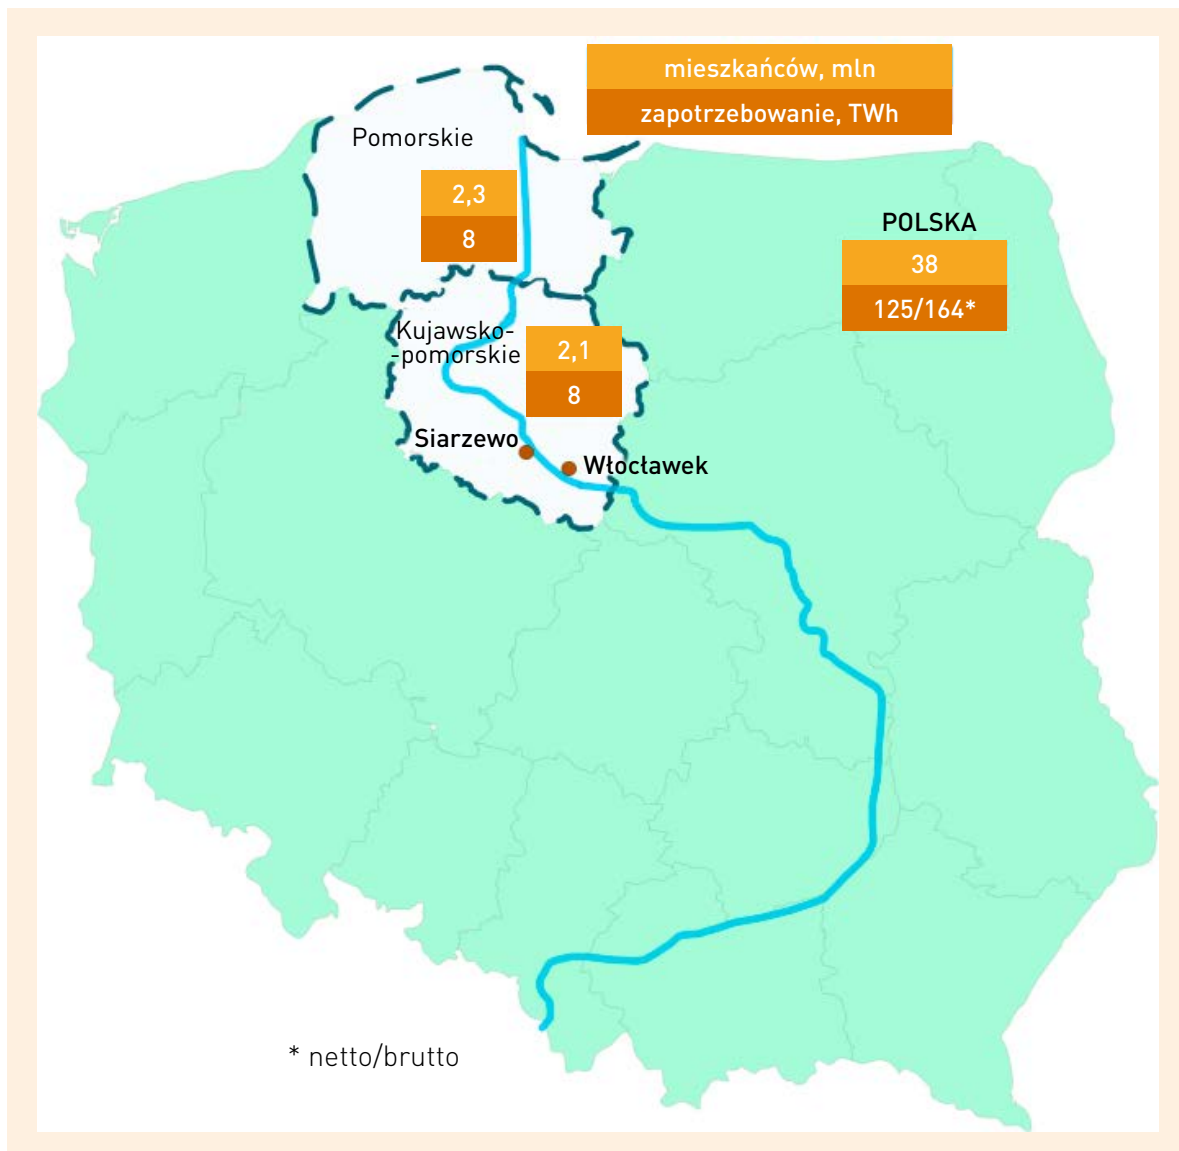 mieszkańców, mln
zapotrzebowanie, TWh
Pomorskie
2,3
8
POLSKA
38
125/164*
Kujawsko-
-pomorskie
2,1
8
Siarzewo
Włocławek
* netto/brutto